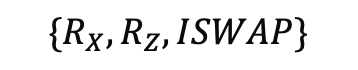 {R_X, R_Z, ISWAP}